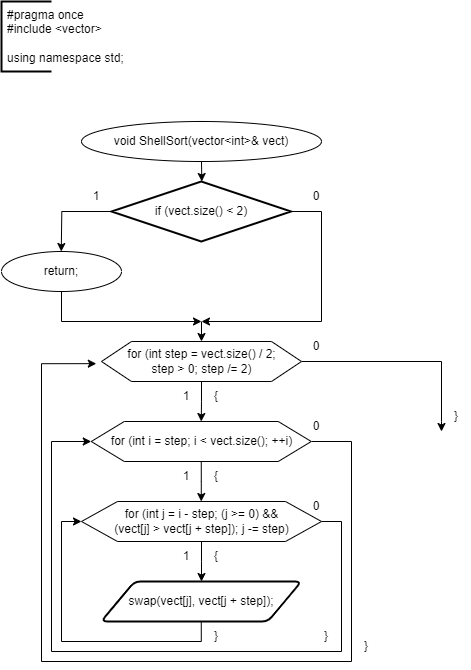 #pragma once
#include <vector>
using namespace std;
void ShellSort(vector<int>& vect)
1
0
if (vect.size() < 2)
return;
for (int step = vect.size() / 2;
step > 0; step /= 2)
0
1 {
}
for (int i = step; i < vect.size(); ++i)
0
1 {
for (int j = i - step; (j >= 0) &&
(vect[j] > vect[j + step]); j -= step)
0
1 {
swap(vect[j], vect[j + step]);
}
}
}